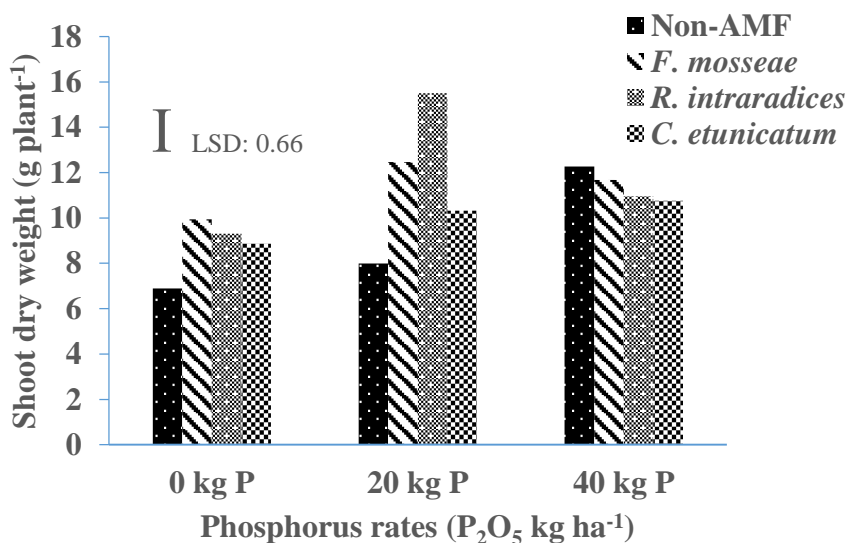 18
16
14
12
10
8
6
4
2
0
Shoot dry weight (g plant⁻¹)
LSD: 0.66
Non-AMF
F. mosseae
R. intraradices
C. etunicatum
0 kg P 20 kg P 40 kg P
Phosphorus rates (P₂O₅ kg ha⁻¹)